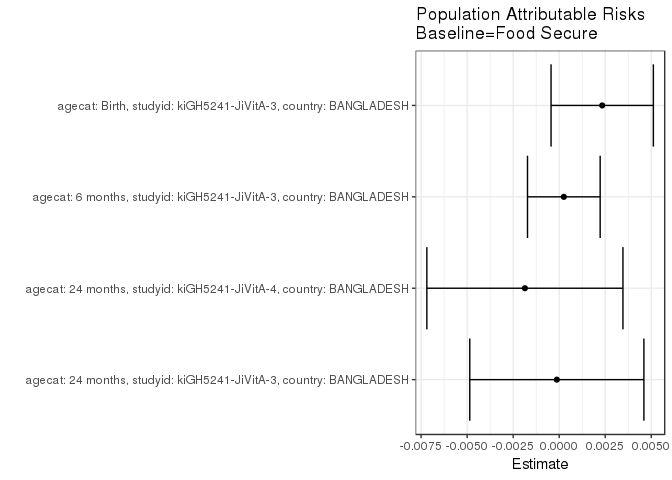 Population Attributable Risks
Baseline=Food Secure
agecat: Birth, studyid: kiGH5241-JiVitA-3, country: BANGLADESH
agecat: 6 months, studyid: kiGH5241-JiVitA-3, country: BANGLADESH
agecat: 24 months, studyid: kiGH5241-JiVitA-4, country: BANGLADESH
agecat: 24 months, studyid: kiGH5241-JiVitA-3, country: BANGLADESH
-0.0075 -0.0050 -0.0025 0.0000 0.0025 0.0050
Estimate